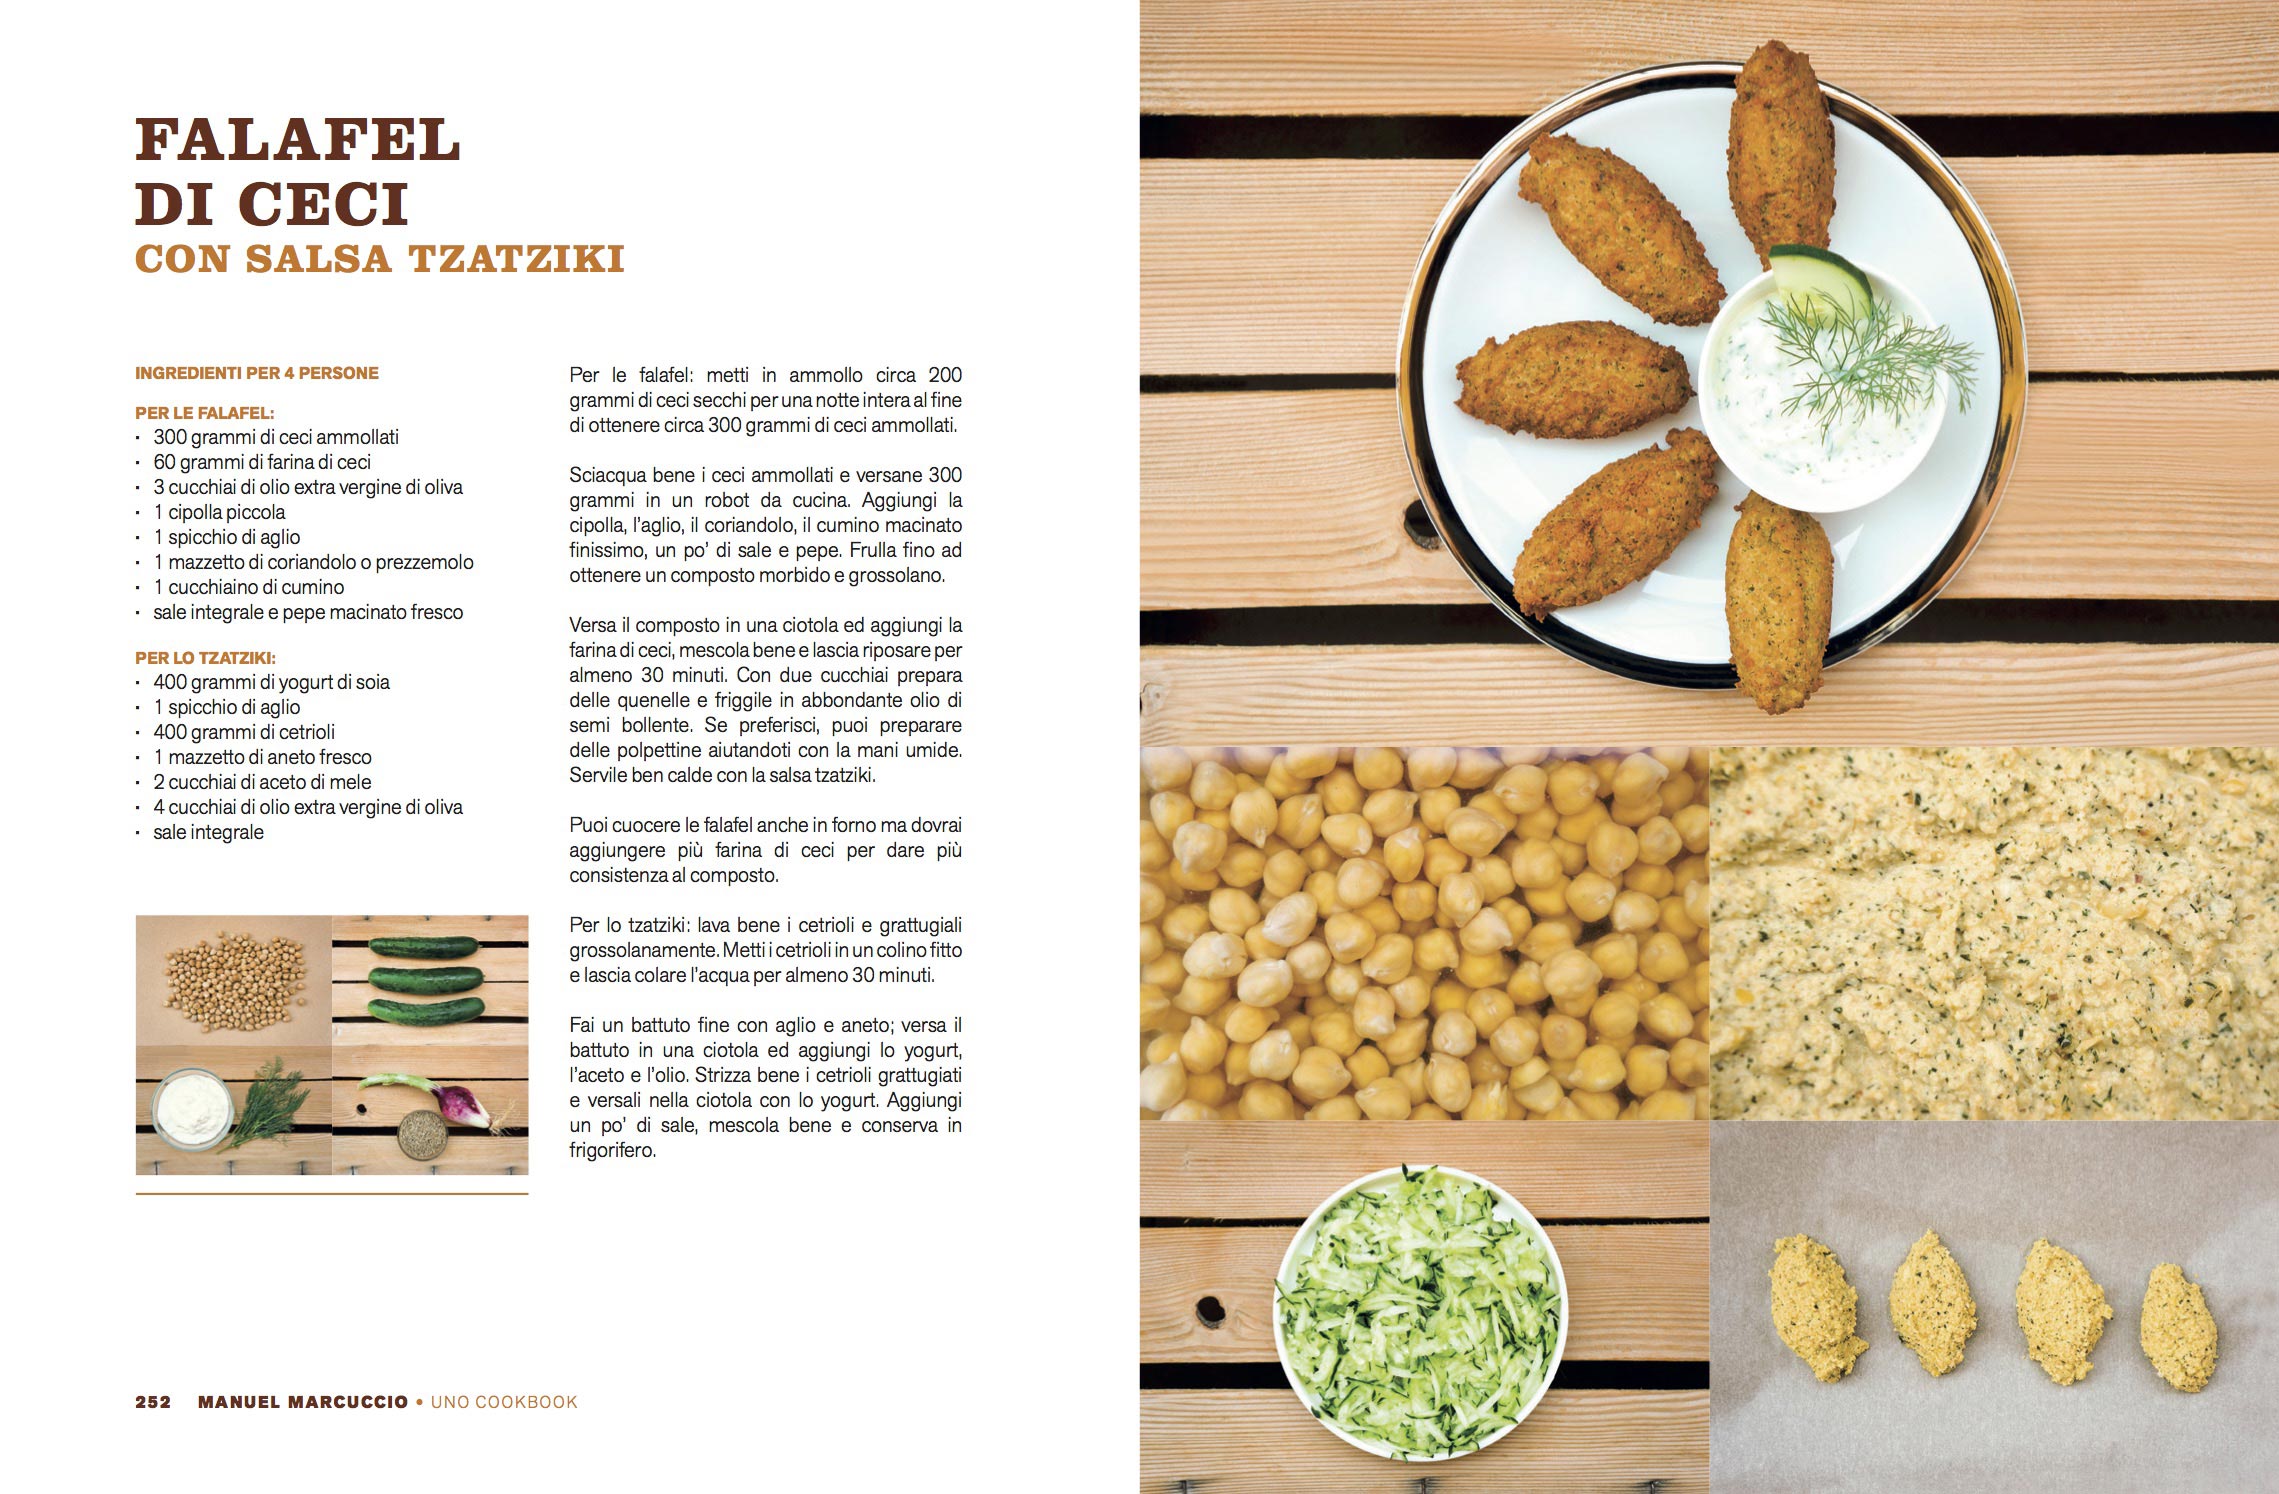 FALAFEL
DI CECI
CON SALSA TZATZIKI
INGREDIENTI PER 4 PERSONE
PER LE FALAFEL:
· 300 grammi di ceci ammollati
· 60 grammi di farina di ceci
· 3 cucchiai di olio extra vergine di oliva
· 1 cipolla piccola
· 1 spicchio di aglio
· 1 mazzetto di coriandolo o prezzemolo
· 1 cucchiaino di cumino
· sale integrale e pepe macinato fresco
PER LO TZATZIKI:
· 400 grammi di yogurt di soia
· 1 spicchio di aglio
· 400 grammi di cetrioli
· 1 mazzetto di aneto fresco
· 2 cucchiai di aceto di mele
· 4 cucchiai di olio extra vergine di oliva
· sale integrale
Per le falafel: metti in ammollo circa 200
grammi di ceci secchi per una notte intera al fine
di ottenere circa 300 grammi di ceci ammollati.
Sciacqua bene i ceci ammollati e versane 300
grammi in un robot da cucina. Aggiungi la
cipolla, l'aglio, il coriandolo, il cumino macinato
finissimo, un po' di sale e pepe. Frulla fino ad
ottenere un composto morbido e grossolano.
Versa il composto in una ciotola ed aggiungi la
farina di ceci, mescola bene e lascia riposare per
almeno 30 minuti. Con due cucchiai prepara
delle quenelle e friggile in abbondante olio di
semi bollente. Se preferisci, puoi preparare
delle polpettine aiutandoti con la mani umide.
Servile ben calde con la salsa tzatziki.
Puoi cuocere le falafel anche in forno ma dovrai
aggiungere più farina di ceci per dare più
consistenza al composto.
Per lo tzatziki: lava bene i cetrioli e grattugiali
grossolanamente. Metti i cetrioli in un colino fitto
e lascia colare l'acqua per almeno 30 minuti.
Fai un battuto fine con aglio e aneto; versa il
battuto in una ciotola ed aggiungi lo yogurt,
l'aceto e l'olio. Strizza bene i cetrioli grattugiati
e versali nella ciotola con lo yogurt. Aggiungi
un po' di sale, mescola bene e conserva in
frigorifero.
252 MANUEL MARCUCCIO • UNO COOKBOOK